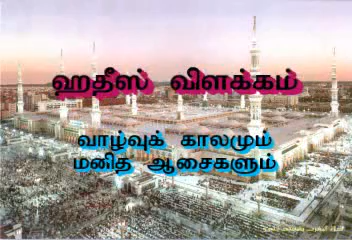 ஹதீஸ் விளக்கம்
வாழ்வுக் காலமும்
மனித ஆசைகளும்